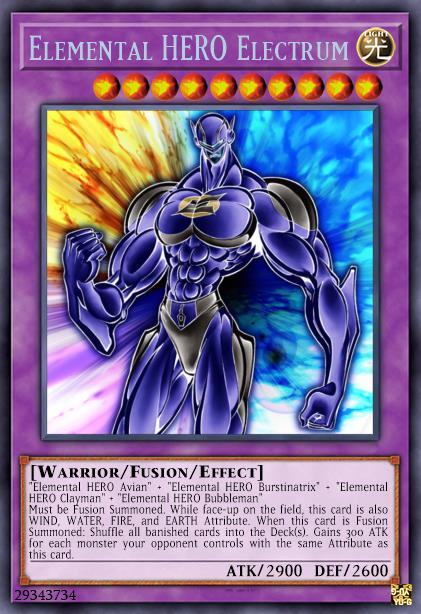 Elemental HERO Electrum
LIGHT
光
[Warrior/Fusion/Effect]
"Elemental HERO Avian" + "Elemental HERO Burstinatrix" + "Elemental
HERO Clayman" + "Elemental HERO Bubbleman"
Must be Fusion Summoned. While face-up on the field, this card is also
WIND, WATER, FIRE, and EARTH Attribute. When this card is Fusion
Summoned: Shuffle all banished cards into the Deck(s). Gains 300 ATK
for each monster your opponent controls with the same Attribute as
this card.
ATK/2900 DEF/2600
29343734